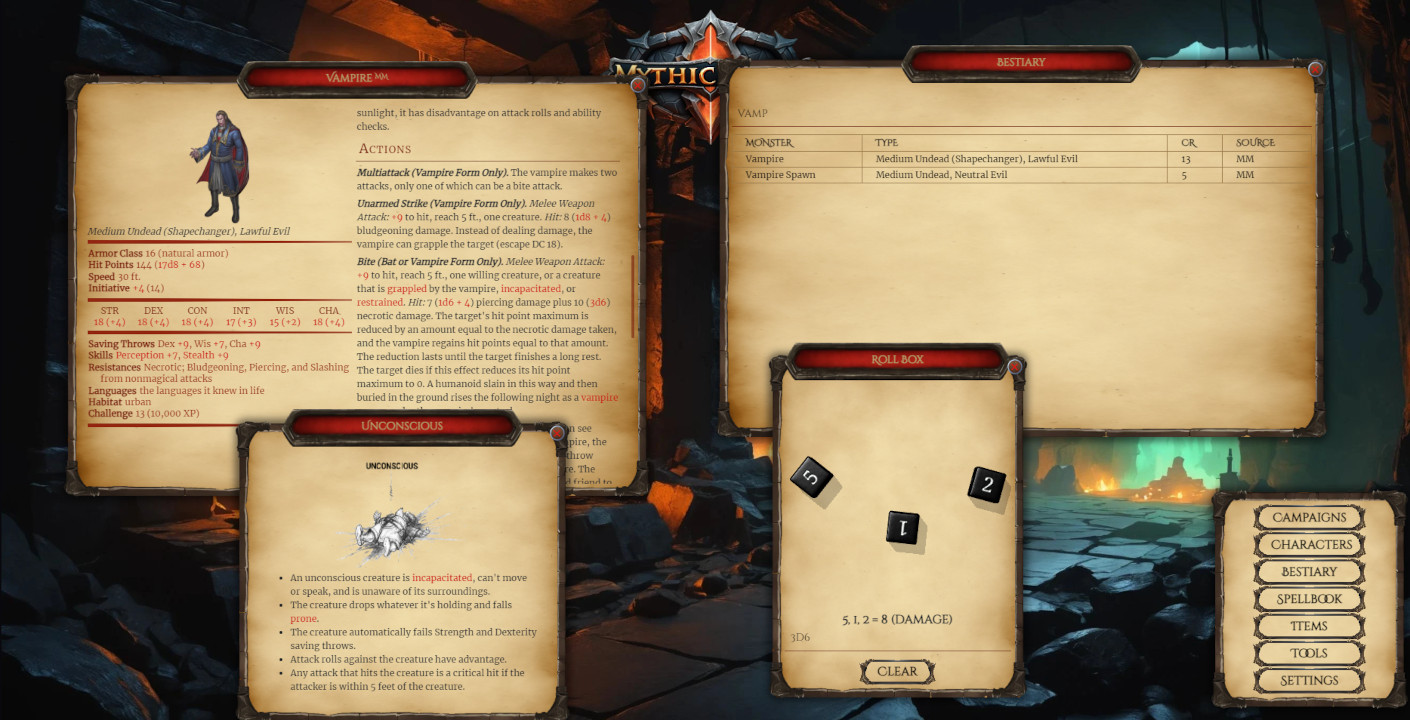 MYTHIC
VAMPIRE MM
sunlight, it has disadvantage on attack rolls and ability
checks.
ACTIONS
Multiattack (Vampire Form Only). The vampire makes two
attacks, only one of which can be a bite attack.
Unarmed Strike (Vampire Form Only). Melee Weapon
Attack: +9 to hit, reach 5 ft., one creature. Hit: 8 (1d8 + 4)
bludgeoning damage. Instead of dealing damage, the
vampire can grapple the target (escape DC 18).
Bite (Bat or Vampire Form Only). Melee Weapon Attack:
+9 to hit, reach 5 ft., one willing creature, or a creature
that is grappled by the vampire, incapacitated, or
restrained. Hit: 7 (1d6 + 4) piercing damage plus 10 (3d6)
necrotic damage. The target's hit point maximum is
reduced by an amount equal to the necrotic damage taken,
and the vampire regains hit points equal to that amount.
The reduction lasts until the target finishes a long rest.
The target dies if this effect reduces its hit point
maximum to 0. A humanoid slain in this way and then
buried in the ground rises the following night as a vampire
n see
pire, the
throw
re. The
d friend to
Medium Undead (Shapechanger), Lawful Evil
Armor Class 16 (natural armor)
Hit Points 144 (17d8 + 68)
Speed 30 ft.
Initiative +4 (14)
STR DEX CON INT WIS CHA
18 (+4) 18 (+4) 18 (+4) 17 (+3) 15 (+2) 18 (+4)
Saving Throws Dex +9, Wis +7, Cha +9
Skills Perception +7, Stealth +9
Resistances Necrotic; Bludgeoning, Piercing, and Slashing
from nonmagical attacks
Languages the languages it knew in life
Habitat urban
Challenge 13 (10,000 XP)
UNCONSCIOUS
UNCONSCIOUS
An unconscious creature is incapacitated, can't move
or speak, and is unaware of its surroundings.
The creature drops whatever it's holding and falls
prone.
The creature automatically fails Strength and Dexterity
saving throws.
Attack rolls against the creature have advantage.
Any attack that hits the creature is a critical hit if the
attacker is within 5 feet of the creature.
BESTIARY
VAMP
MONSTER TYPE CR SOURCE
Vampire Medium Undead (Shapechanger), Lawful Evil 13 MM
Vampire Spawn Medium Undead, Neutral Evil 5 MM
ROLL BOX
5
2
1
5, 1, 2 = 8 (DAMAGE)
3D6
CLEAR
CAMPAIGNS
CHARACTERS
BESTIARY
SPELLBOOK
ITEMS
TOOLS
SETTINGS